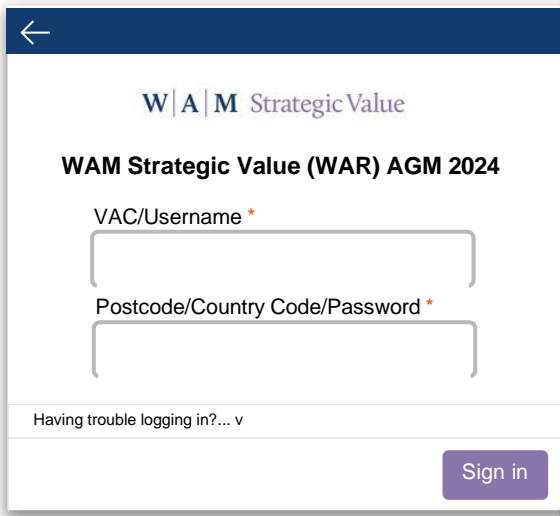 W|A|M Strategic Value
WAM Strategic Value (WAR) AGM 2024
VAC/Username *
Postcode/Country Code/Password *
Having trouble logging in?... v
Sign in